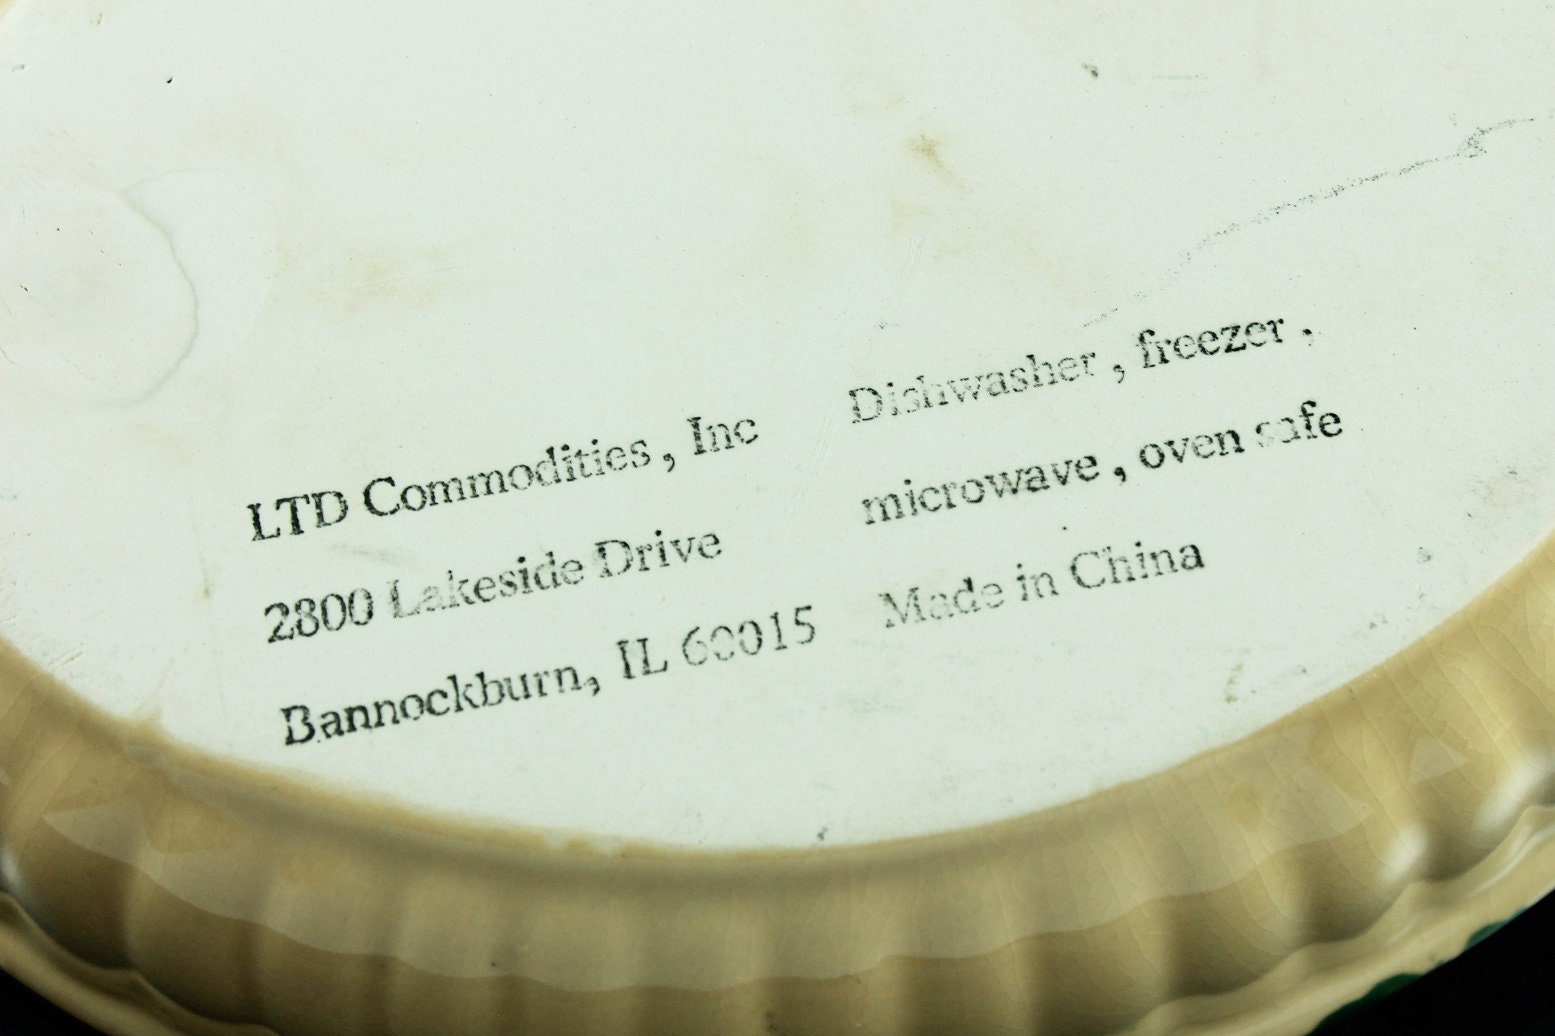 LTD Commodities, Inc
2800 Lakeside Drive
Bannockburn, IL 60015
Dishwasher, freezer,
microwave, oven safe
Made in China